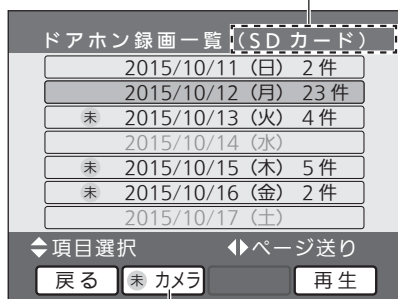 ドアホン録画一覧(SDカード)
2015/10/11(日) 2件
2015/10/12(月) 23件
未 2015/10/13(火) 4件
2015/10/14(水)
未 2015/10/15(木) 5件
未 2015/10/16(金) 2件
2015/10/17(土)
項目選択 ページ送り
戻る 未 カメラ 再生